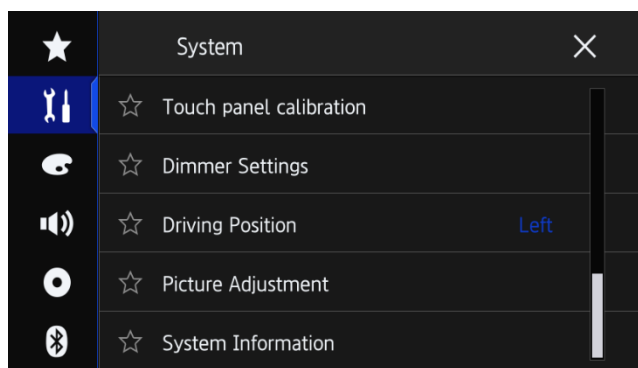 System
Touch panel calibration
Dimmer Settings
Driving Position Left
Picture Adjustment
System Information